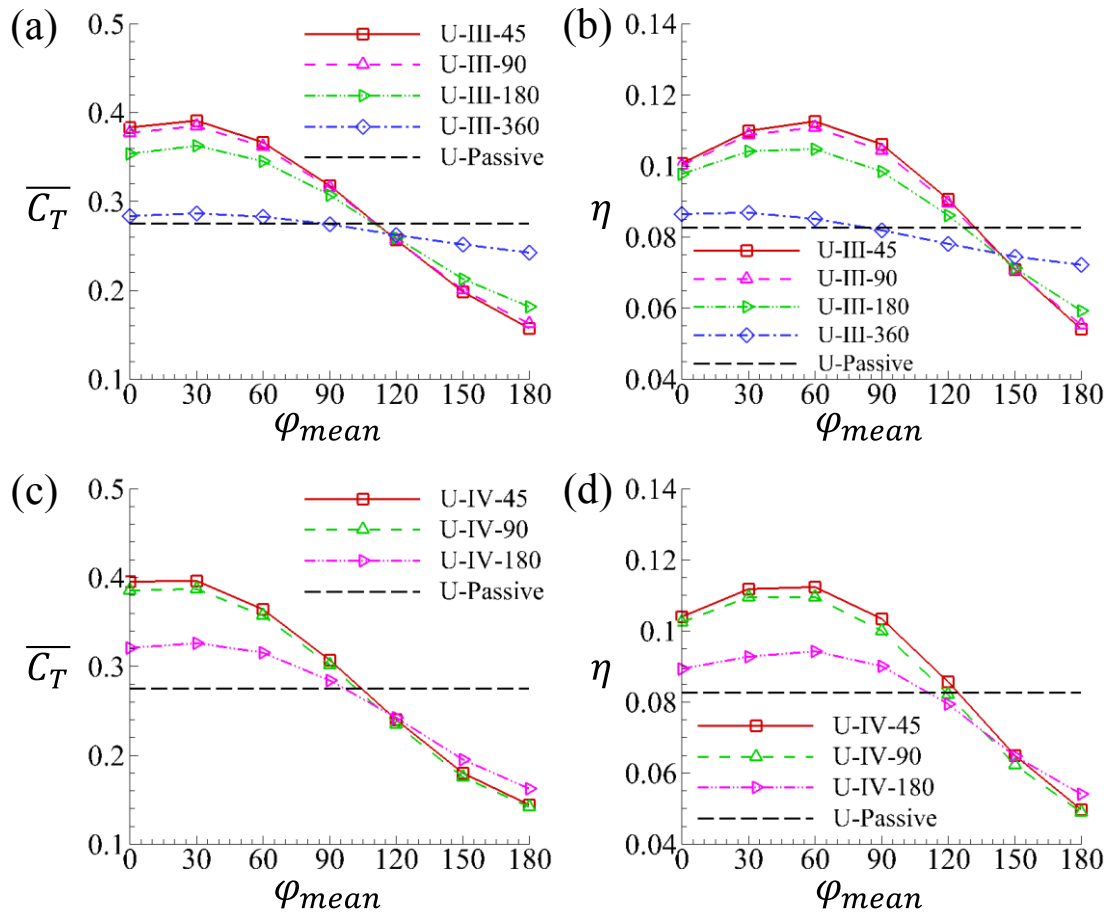 (a)
0.5
0.4
0.3
0.2
0.1
C_T
U-III-45
U-III-90
U-III-180
U-III-360
U-Passive
0 30 60 90 120 150 180
φ_mean
(b)
0.14
0.12
0.1
0.08
0.06
0.04
η
U-III-45
U-III-90
U-III-180
U-III-360
U-Passive
0 30 60 90 120 150 180
φ_mean
(c)
0.5
0.4
0.3
0.2
0.1
C_T
U-IV-45
U-IV-90
U-IV-180
U-Passive
0 30 60 90 120 150 180
φ_mean
(d)
0.14
0.12
0.1
0.08
0.06
0.04
η
U-IV-45
U-IV-90
U-IV-180
U-Passive
0 30 60 90 120 150 180
φ_mean